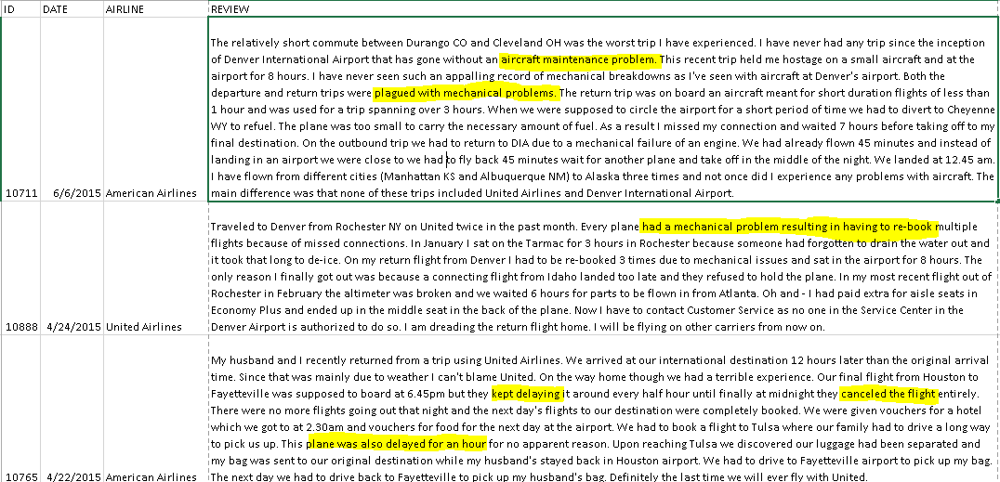 ID DATE AIRLINE REVIEW
The relatively short commute between Durango CO and Cleveland OH was the worst trip I have experienced. I have never had any trip since the inception
of Denver International Airport that has gone without an aircraft maintenance problem. This recent trip held me hostage on a small aircraft and at the
airport for 8 hours. I have never seen such an appalling record of mechanical breakdowns as I've seen with aircraft at Denver's airport. Both the
departure and return trips were plagued with mechanical problems. The return trip was on board an aircraft meant for short duration flights of less than
1 hour and was used for a trip spanning over 3 hours. When we were supposed to circle the airport for a short period of time we had to divert to Cheyenne
WY to refuel. The plane was too small to carry the necessary amount of fuel. As a result I missed my connection and waited 7 hours before taking off to my
final destination. On the outbound trip we had to return to DIA due to a mechanical failure of an engine. We had already flown 45 minutes and instead of
landing in an airport we were close to we had to fly back 45 minutes wait for another plane and take off in the middle of the night. We landed at 12.45 am.
I have flown from different cities (Manhattan KS and Albuquerque NM) to Alaska three times and not once did I experience any problems with aircraft. The
10711 6/6/2015 American Airlines main difference was that none of these trips included United Airlines and Denver International Airport.
Traveled to Denver from Rochester NY on United twice in the past month. Every plane had a mechanical problem resulting in having to re-book multiple
flights because of missed connections. In January I sat on the Tarmac for 3 hours in Rochester because someone had forgotten to drain the water out and
it took that long to de-ice. On my return flight from Denver I had to be re-booked 3 times due to mechanical issues and sat in the airport for 8 hours. The
only reason I finally got out was because a connecting flight from Idaho landed too late and they refused to hold the plane. In my most recent flight out of
Rochester in February the altimeter was broken and we waited 6 hours for parts to be flown in from Atlanta. Oh and - I had paid extra for aisle seats in
Economy Plus and ended up in the middle seat in the back of the plane. Now I have to contact Customer Service as no one in the Service Center in the
10888 4/24/2015 United Airlines Denver Airport is authorized to do so. I am dreading the return flight home. I will be flying on other carriers from now on.
My husband and I recently returned from a trip using United Airlines. We arrived at our international destination 12 hours later than the original arrival
time. Since that was mainly due to weather I can't blame United. On the way home though we had a terrible experience. Our final flight from Houston to
Fayetteville was supposed to board at 6.45pm but they kept delaying it around every half hour until finally at midnight they canceled the flight entirely.
There were no more flights going out that night and the next day's flights to our destination were completely booked. We were given vouchers for a hotel
which we got to at 2.30am and vouchers for food for the next day at the airport. We had to book a flight to Tulsa where our family had to drive a long way
to pick us up. This plane was also delayed for an hour for no apparent reason. Upon reaching Tulsa we discovered our luggage had been separated and
my bag was sent to our original destination while my husband's stayed back in Houston airport. We had to drive to Fayetteville airport to pick up my bag.
10765 4/22/2015 American Airlines The next day we had to drive back to Fayetteville to pick up my husband's bag. Definitely the last time we will ever fly with United.